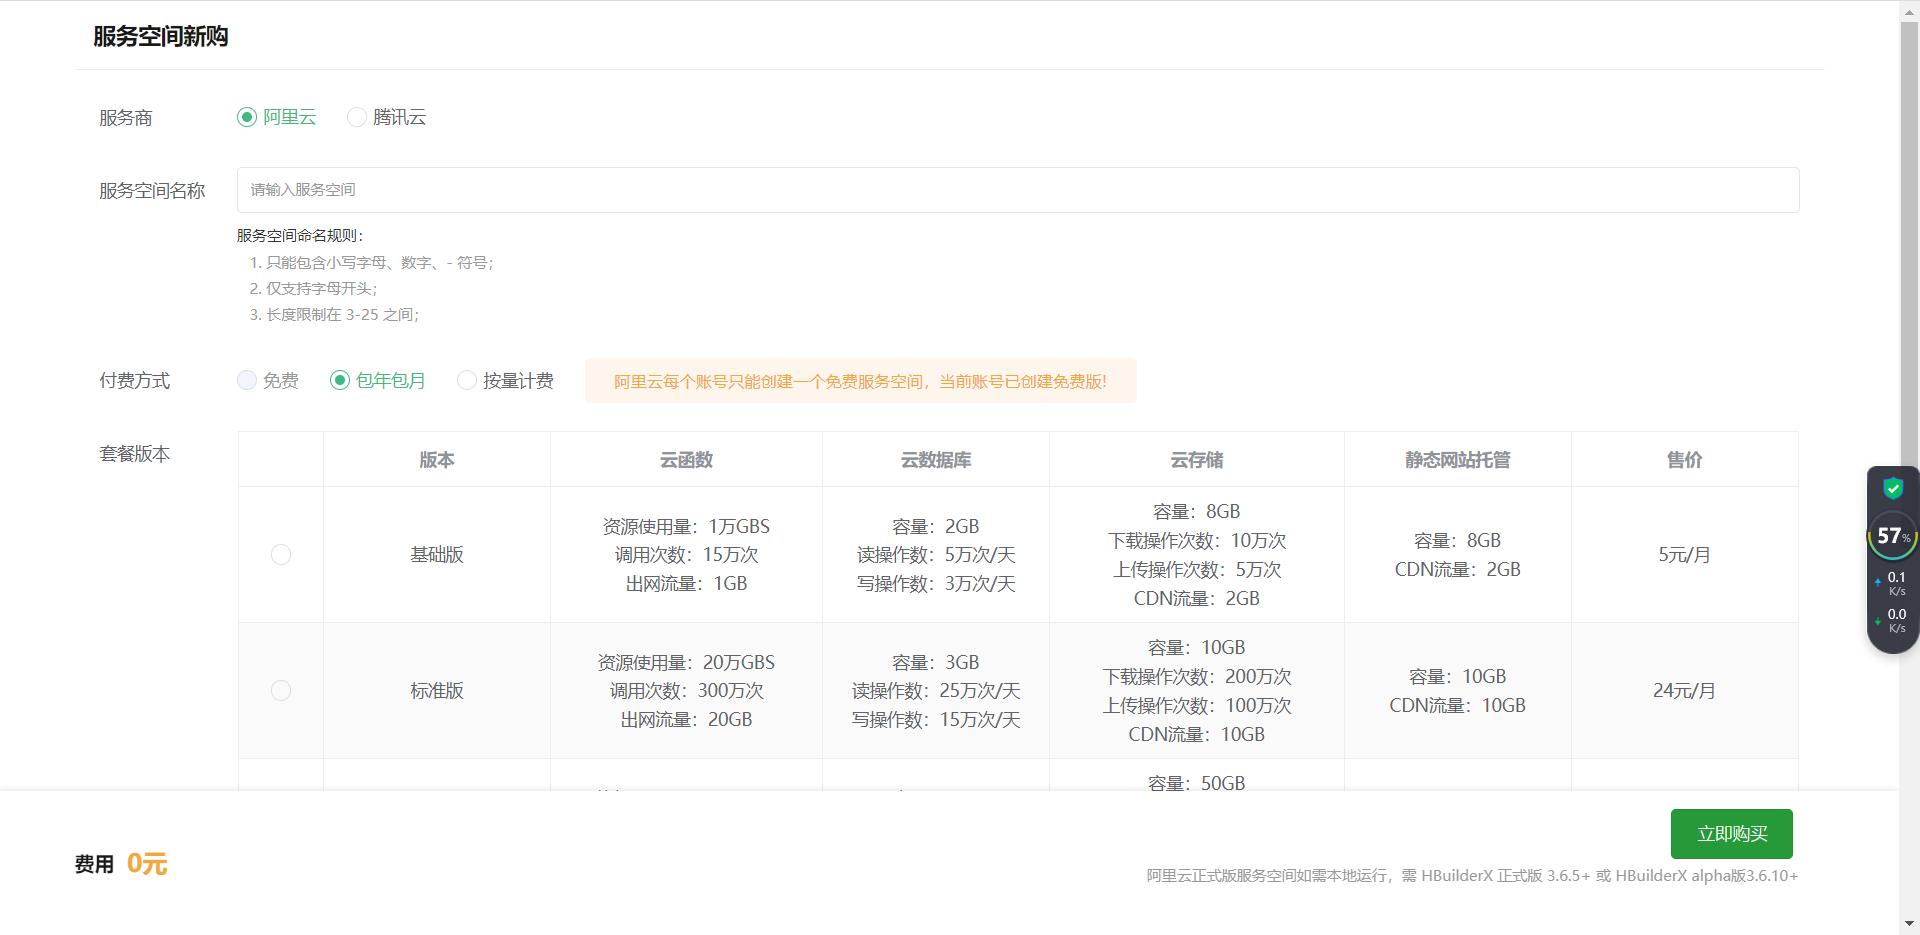 服务空间新购
服务商
阿里云
腾讯云
服务空间名称
请输入服务空间
服务空间命名规则：
1. 只能包含小写字母、数字、- 符号；
2. 仅支持字母开头；
3. 长度限制在 3-25 之间；
付费方式
免费
包年包月
按量计费
阿里云每个账号只能创建一个免费服务空间，当前账号已创建免费版!
套餐版本
版本
云函数
云数据库
云存储
静态网站托管
售价
基础版
资源使用量：1万GBS
调用次数：15万次
出网流量：1GB
容量：2GB
读操作数：5万次/天
写操作数：3万次/天
容量：8GB
下载操作次数：10万次
上传操作次数：5万次
CDN流量：2GB
容量：8GB
CDN流量：2GB
5元/月
标准版
资源使用量：20万GBS
调用次数：300万次
出网流量：20GB
容量：3GB
读操作数：25万次/天
写操作数：15万次/天
容量：10GB
下载操作次数：200万次
上传操作次数：100万次
CDN流量：10GB
容量：10GB
CDN流量：10GB
24元/月
容量：50GB
57%
0.1
K/s
0.0
K/s
费用 0元
立即购买
阿里云正式版服务空间如需本地运行，需 HBuilderX 正式版 3.6.5+ 或 HBuilderX alpha版3.6.10+